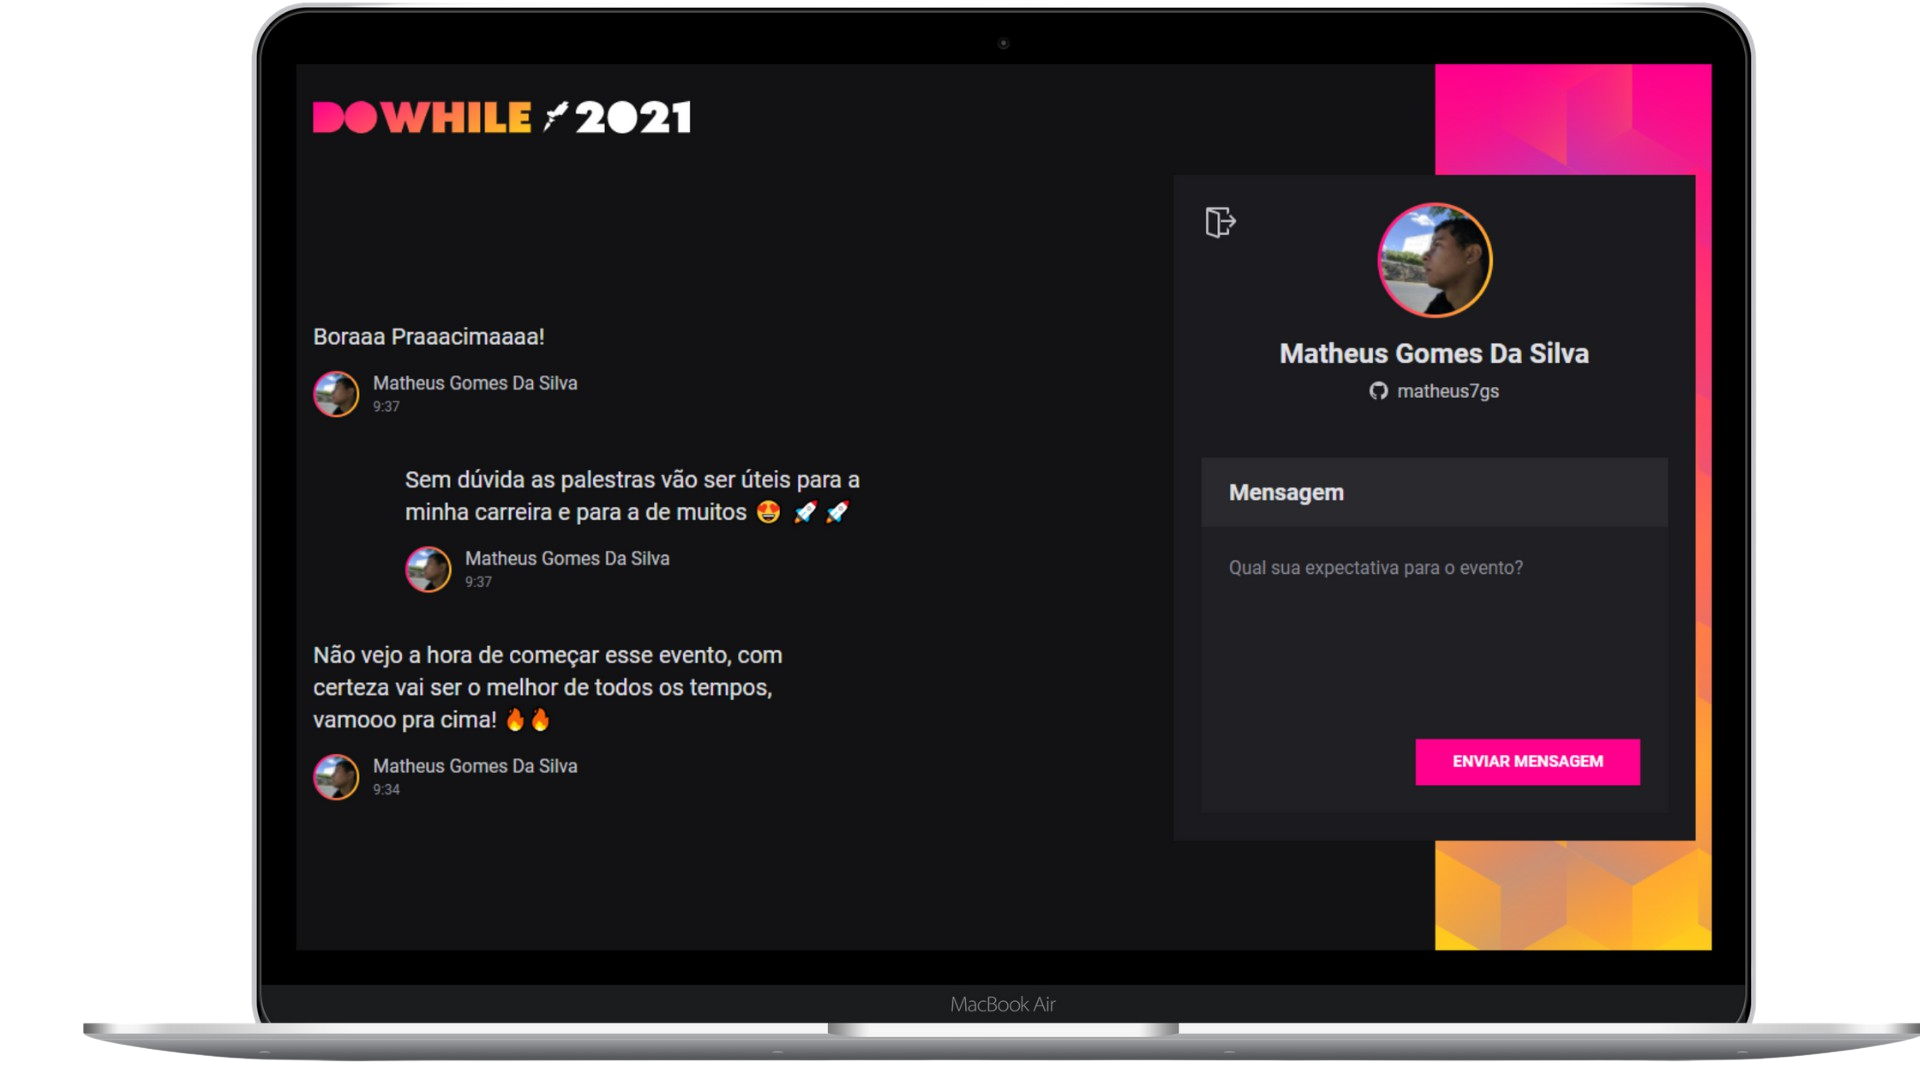 DOWHILE 2021
Boraaa Praaacimaaaa!
Matheus Gomes Da Silva
9:37
Sem dúvida as palestras vão ser úteis para a
minha carreira e para a de muitos 😍 🚀 🚀
Matheus Gomes Da Silva
9:37
Não vejo a hora de começar esse evento, com
certeza vai ser o melhor de todos os tempos,
vamooo pra cima! 🔥🔥
Matheus Gomes Da Silva
9:34
Matheus Gomes Da Silva
matheus7gs
Mensagem
Qual sua expectativa para o evento?
ENVIAR MENSAGEM
MacBook Air